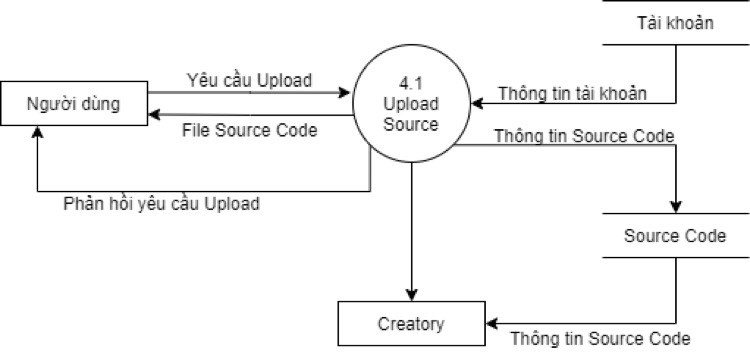 Tài khoản
Yêu cầu Upload
4.1
Upload
Source
Thông tin tài khoản
Người dùng
File Source Code
Thông tin Source Code
Phản hồi yêu cầu Upload
Source Code
Creatory
Thông tin Source Code